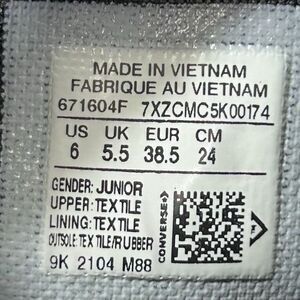 MADE IN VIETNAM
FABRIQUE AU VIETNAM
671604F 7XZCMC5K00174
US UK EUR CM
6 5.5 38.5 24
GENDER: JUNIOR
UPPER: TEXTILE
LINING: TEXTILE
OUTSOLE: TEXTILE/RUBBER
9K 2104 M88
CONVERSE